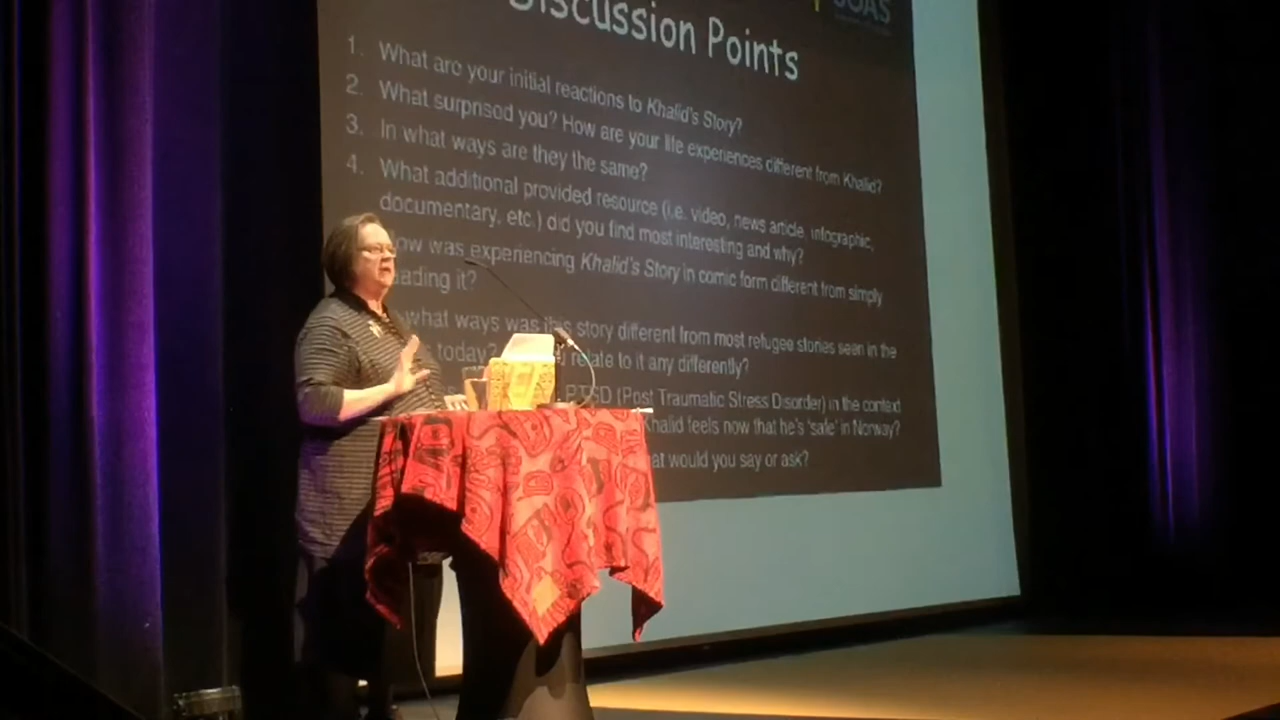 SOAS
Discussion Points
1. What are your initial reactions to Khalid's Story?
2. What surprised you? How are your life experiences different from Khalid?
3. In what ways are they the same?
4. What additional provided resource (i.e. video, news article, infographic,
documentary, etc.) did you find most interesting and why?
ow was experiencing Khalid's Story in comic form different from simply
ading it?
what ways was this story different from most refugee stories seen in the
today? relate to it any differently?
PTSD (Post Traumatic Stress Disorder) in the context
Khalid feels now that he's 'safe' in Norway?
at would you say or ask?